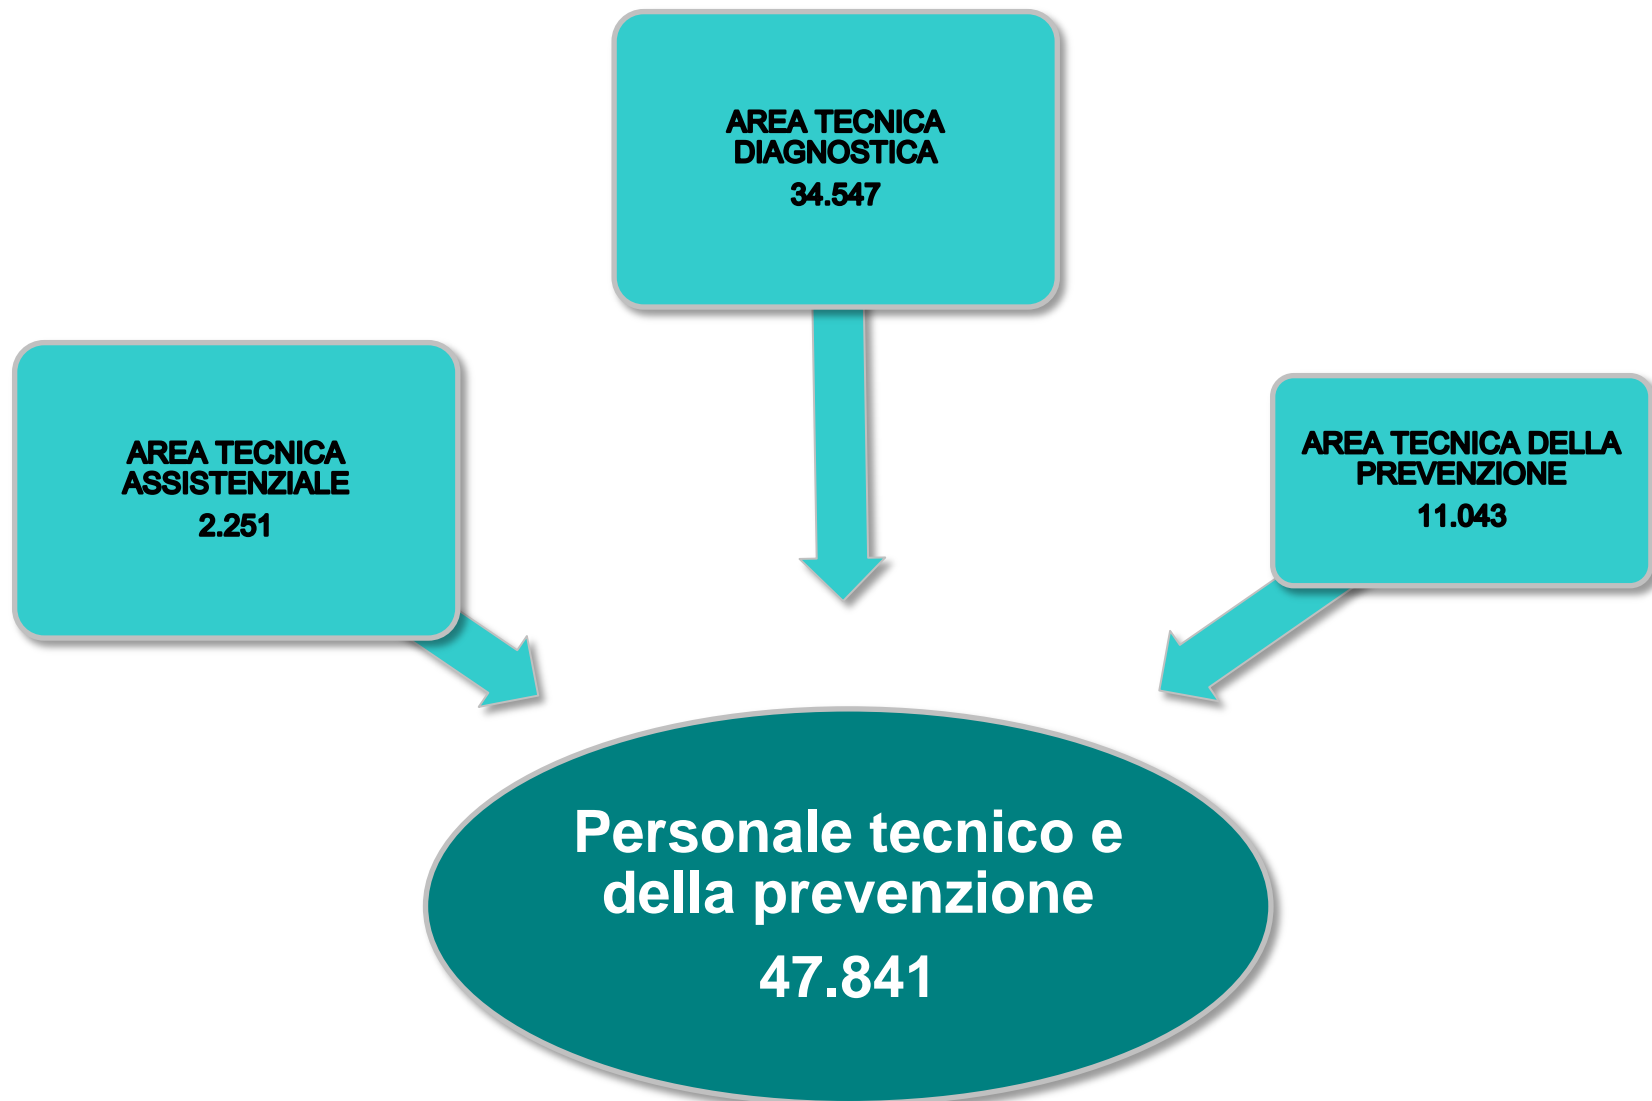 AREA TECNICA
DIAGNOSTICA
34.547
AREA TECNICA
ASSISTENZIALE
2.251
AREA TECNICA DELLA
PREVENZIONE
11.043
Personale tecnico e
della prevenzione
47.841